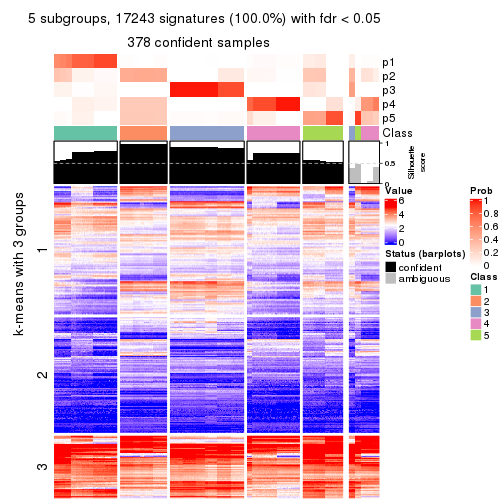 5 subgroups, 17243 signatures (100.0%) with fdr < 0.05
378 confident samples
p1
p2
p3
p4
p5
Class
1
0.5
0
Silhouette
score
k-means with 3 groups
1
2
3
Value
6
4
2
0
Status (barplots)
confident
ambiguous
Prob
1
0.8
0.6
0.4
0.2
0
Class
1
2
3
4
5